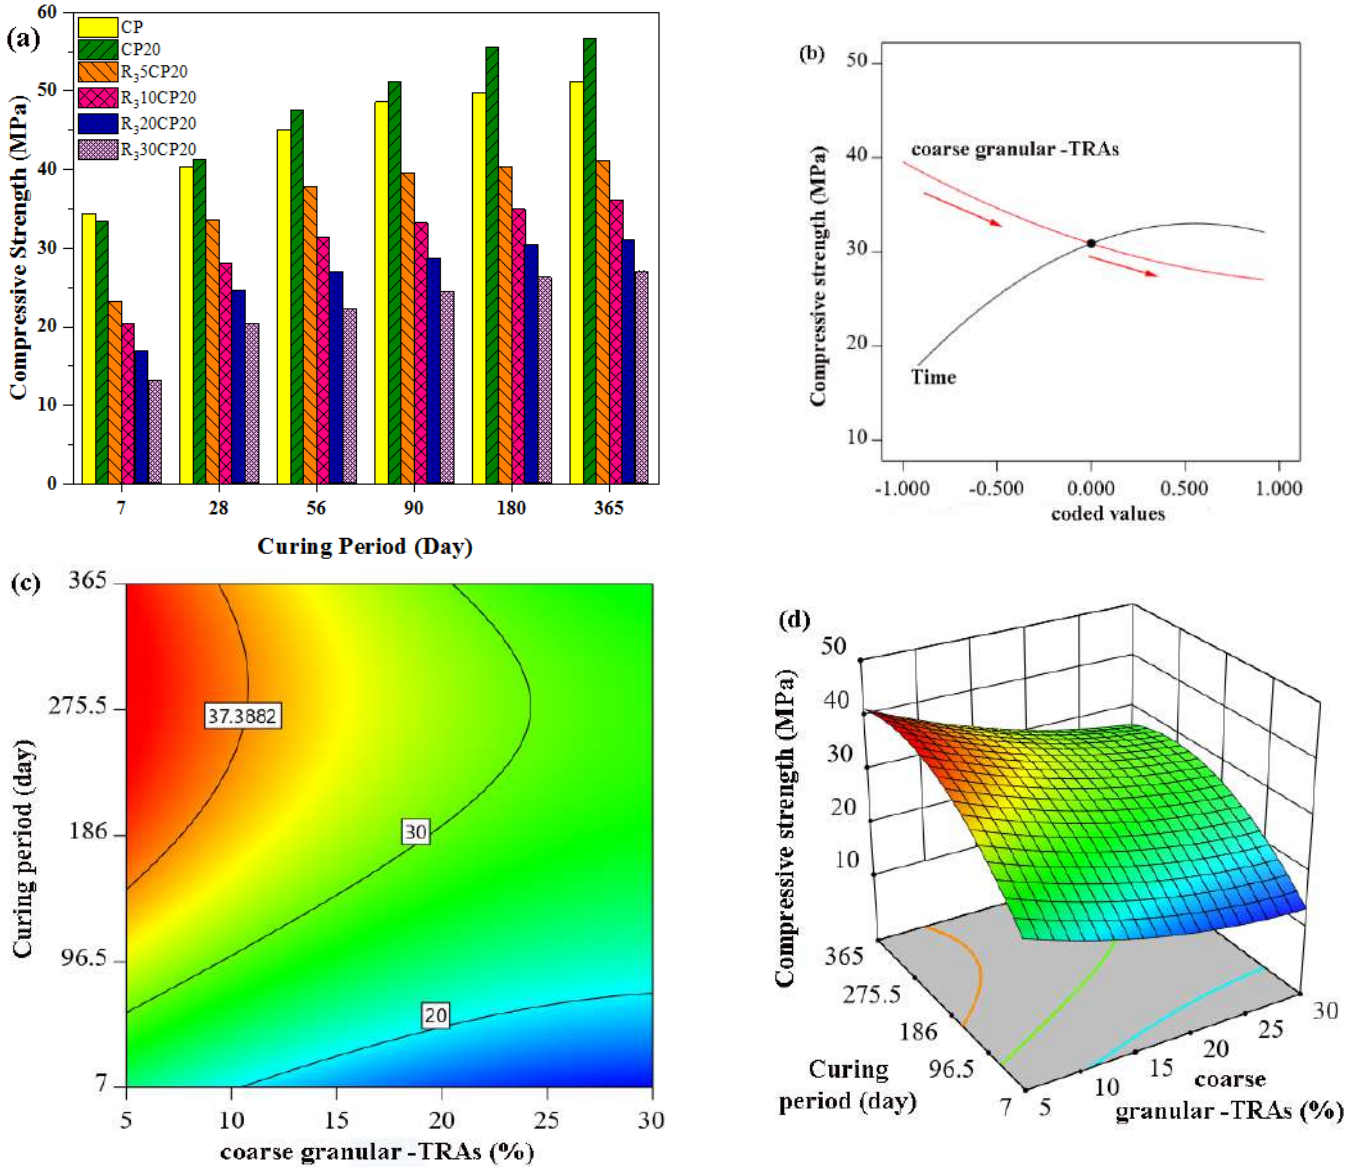 (a)
Compressive Strength (MPa)
60
50
40
30
20
10
0
CP
CP20
R₃5CP20
R₃10CP20
R₃20CP20
R₃30CP20
7 28 56 90 180 365
Curing Period (Day)
(b)
Compressive strength (MPa)
50
40
30
20
10
coarse granular -TRAs
Time
-1.000 -0.500 0.000 0.500 1.000
coded values
(c)
Curing period (day)
365
275.5
186
96.5
7
37.3882
30
20
5 10 15 20 25 30
coarse granular -TRAs (%)
(d)
Compressive strength (MPa)
50
40
30
20
10
365
275.5
186
96.5
7
Curing
period (day)
5
10
15
20
25
30
coarse
granular -TRAs (%)